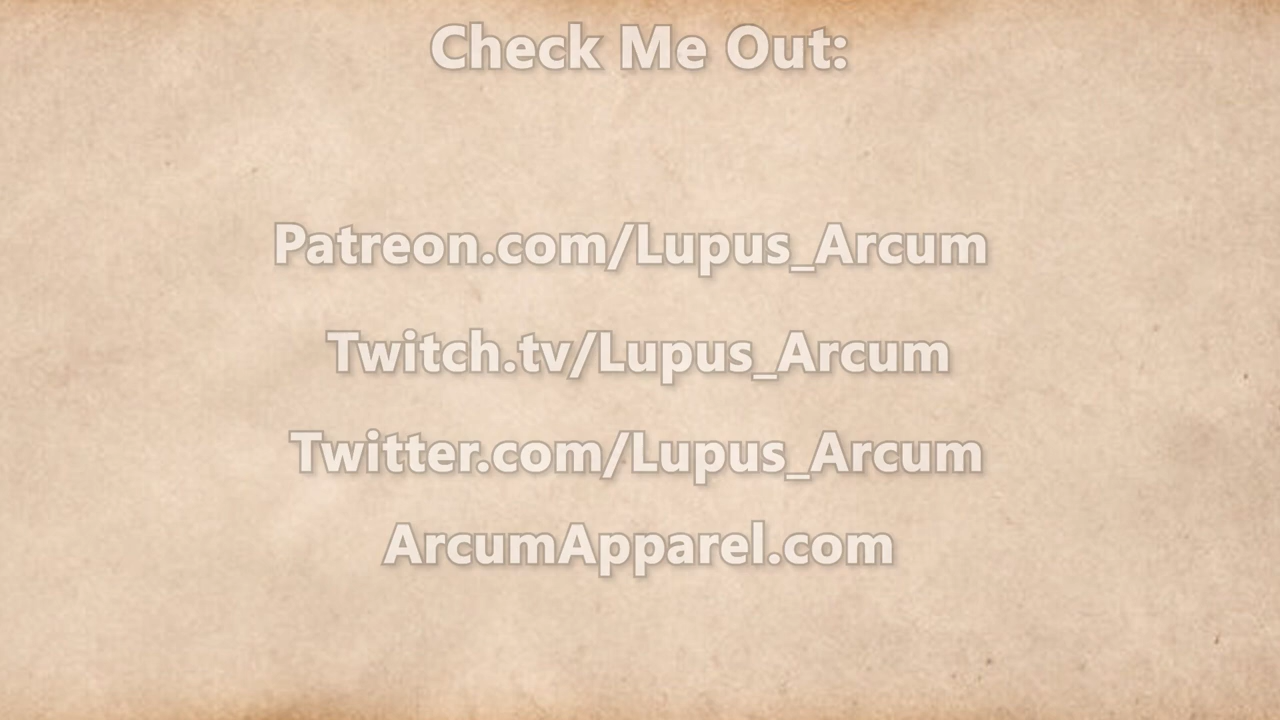 Check Me Out:
Patreon.com/Lupus_Arcum
Twitch.tv/Lupus_Arcum
Twitter.com/Lupus_Arcum
ArcumApparel.com